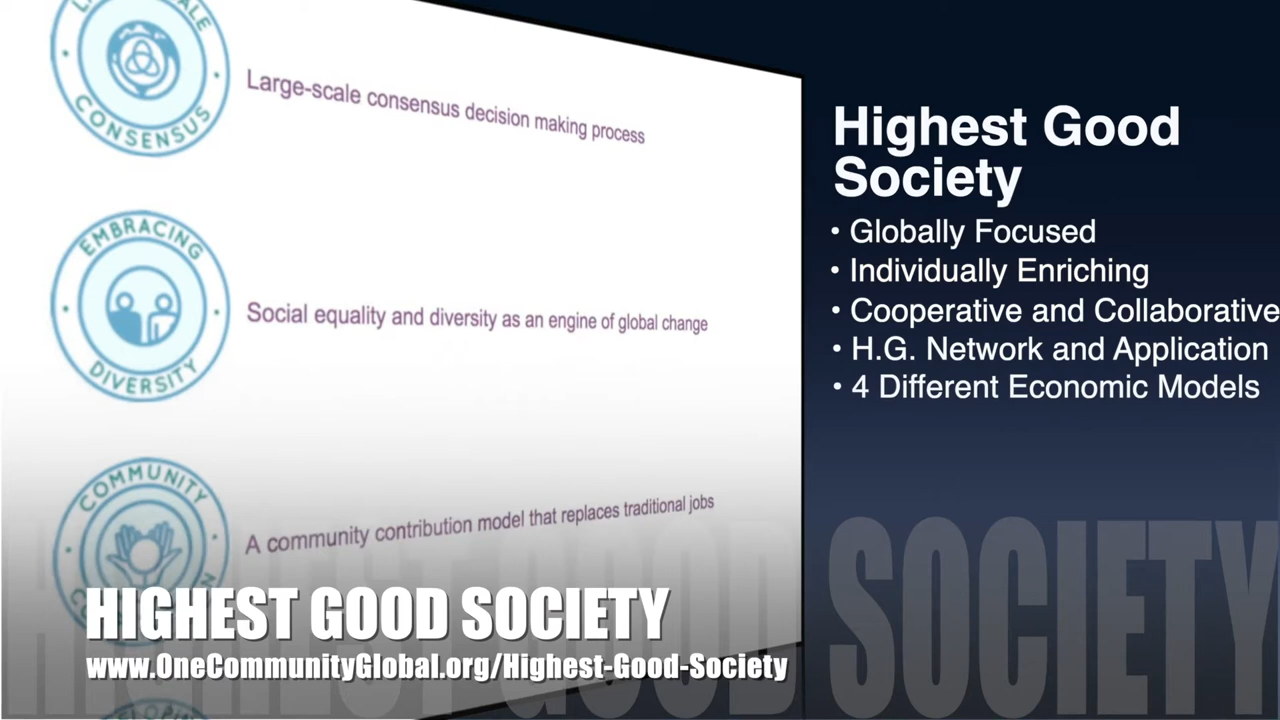 CONSENSUS
Large-scale consensus decision making process
EMBRACING
DIVERSITY
Social equality and diversity as an engine of global change
COMMUNITY
A community contribution model that replaces traditional jobs
Highest Good
Society
• Globally Focused
• Individually Enriching
• Cooperative and Collaborative
• H.G. Network and Application
• 4 Different Economic Models
HIGHEST GOOD SOCIETY
HIGHEST GOOD SOCIETY
www.OneCommunityGlobal.org/Highest-Good-Society